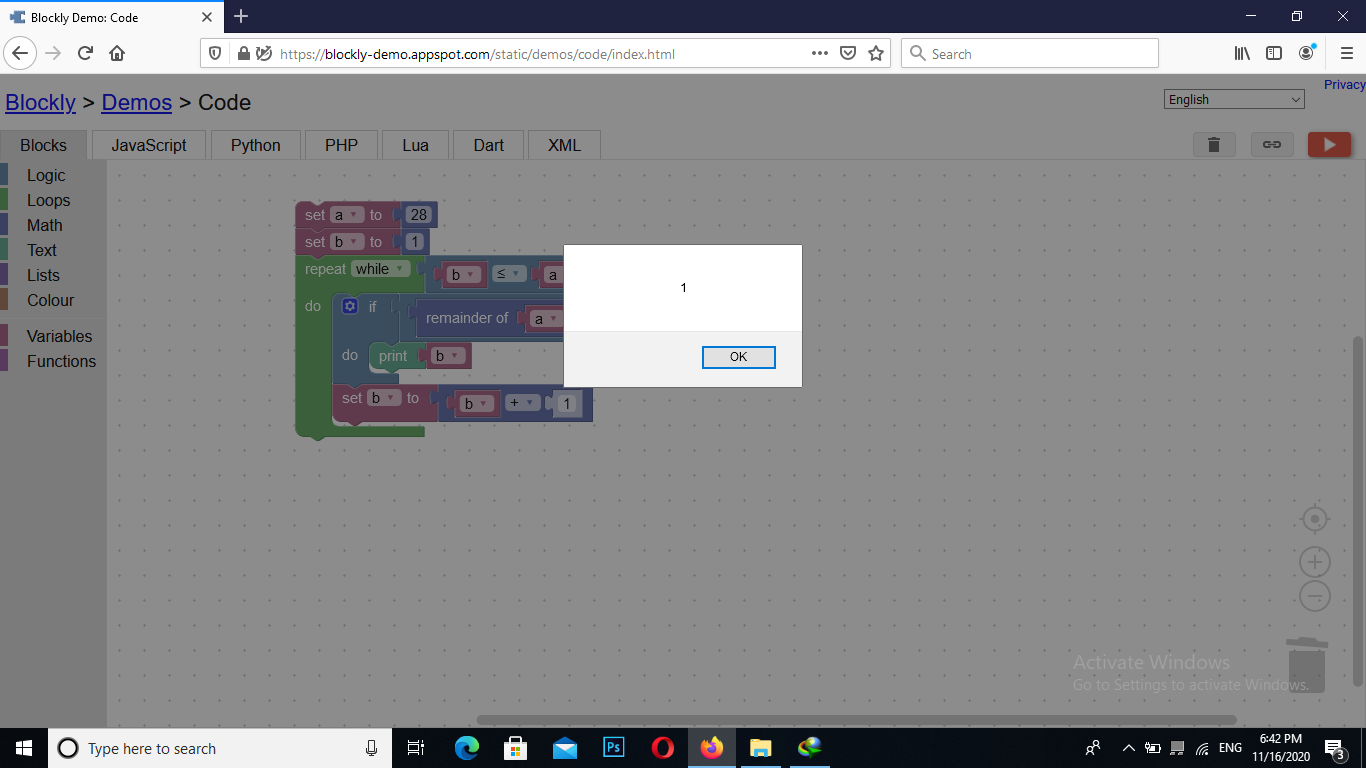 Blockly Demo: Code
https://blockly-demo.appspot.com/static/demos/code/index.html
Search
Privacy
Blockly > Demos > Code
English
Blocks JavaScript Python PHP Lua Dart XML
Logic
Loops
Math
Text
Lists
Colour
Variables
Functions
set a to 28
set b to 1
repeat while b ≤ a
do if remainder of a
do print b
set b to b + 1
1
OK
Activate Windows
Go to Settings to activate Windows.
Type here to search
Ps
ENG
6:42 PM
11/16/2020
3